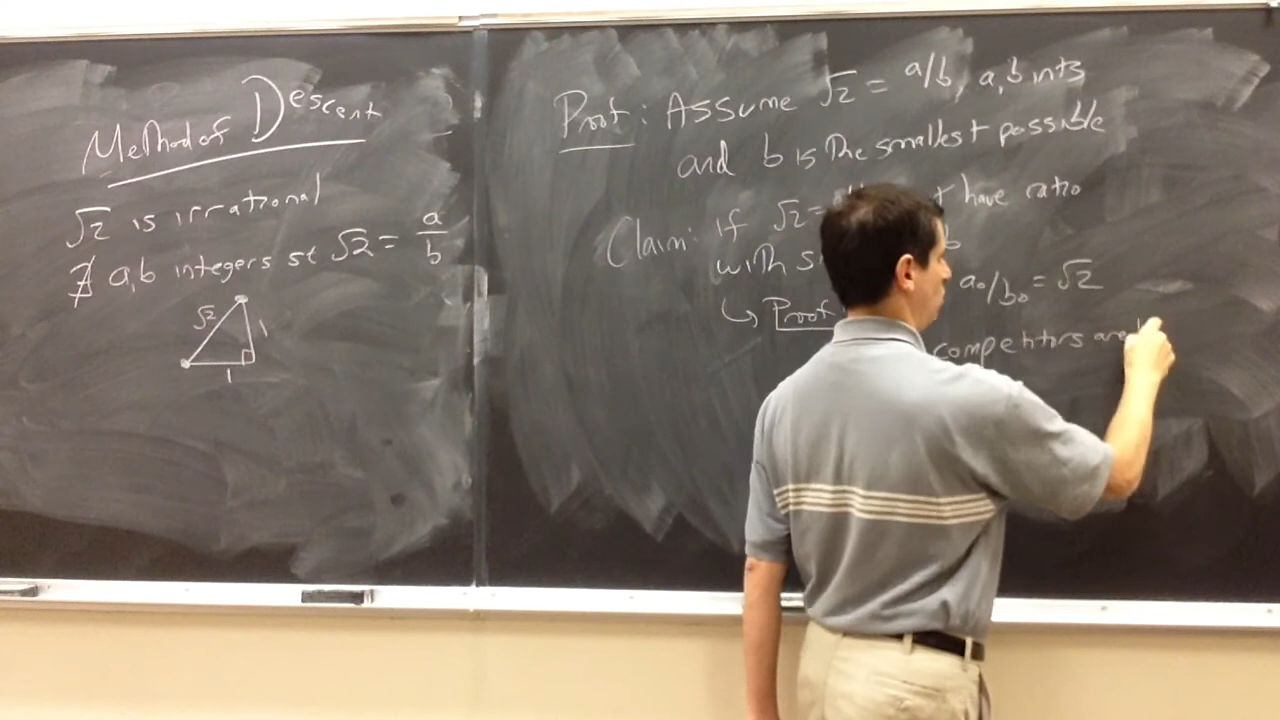 Method of Descent
√2 is irrational
∄ a,b integers st √2 = a/b
√2
1
1
Proof: Assume √2 = a/b, a,b ints
and b is the smallest possible
Claim: if √2 = have ratio
with
↳ Proof a₀/b₀ = √2
competitors are